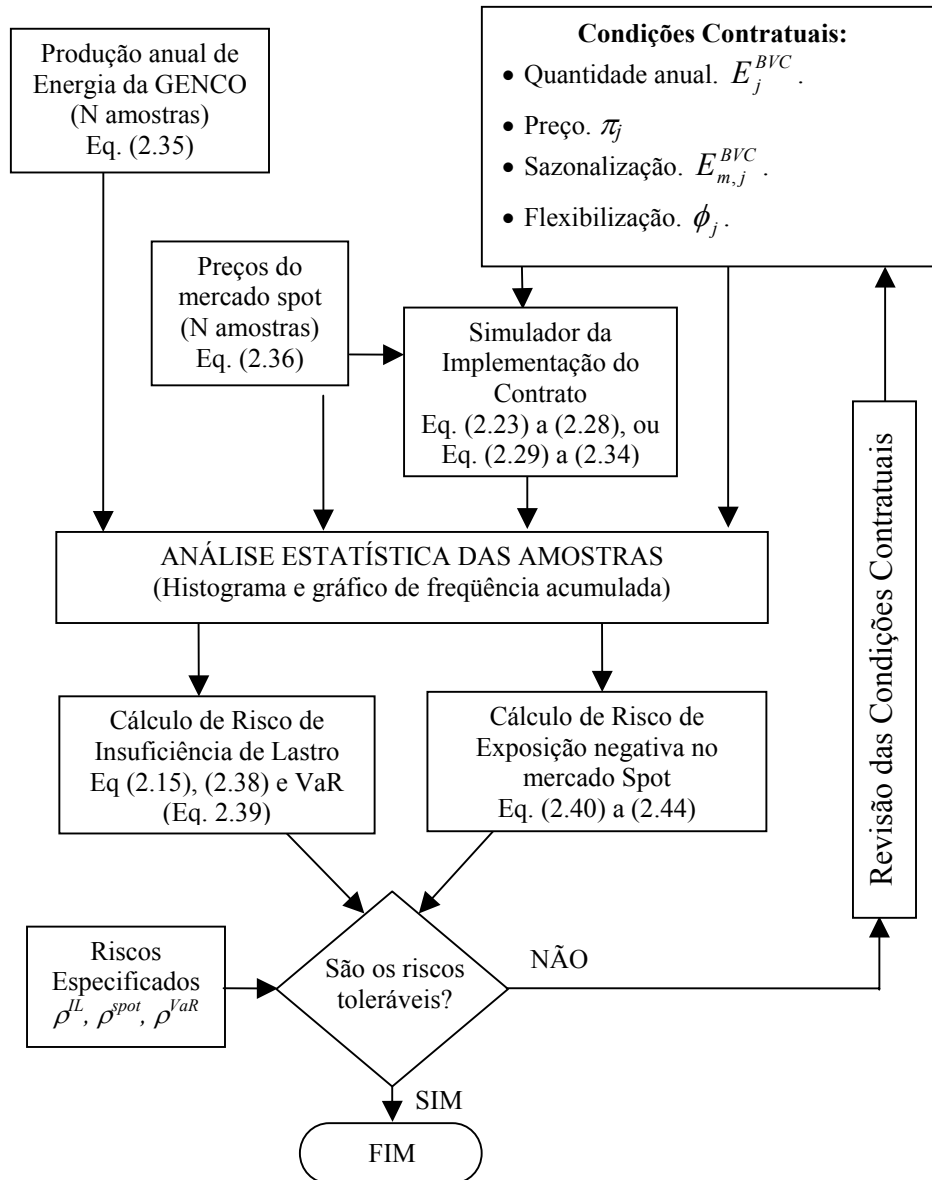 Produção anual de
Energia da GENCO
(N amostras)
Eq. (2.35)
Condições Contratuais:
• Quantidade anual. E_j^{BVC}.
• Preço. π_j
• Sazonalização. E_{m,j}^{BVC}.
• Flexibilização. ϕ_j.
Preços do
mercado spot
(N amostras)
Eq. (2.36)
Simulador da
Implementação do
Contrato
Eq. (2.23) a (2.28), ou
Eq. (2.29) a (2.34)
ANÁLISE ESTATÍSTICA DAS AMOSTRAS
(Histograma e gráfico de freqüência acumulada)
Cálculo de Risco de
Insuficiência de Lastro
Eq (2.15), (2.38) e VaR
(Eq. 2.39)
Cálculo de Risco de
Exposição negativa no
mercado Spot
Eq. (2.40) a (2.44)
Revisão das Condições Contratuais
Riscos
Especificados
ρ^{IL}, ρ^{spot}, ρ^{VaR}
São os riscos
toleráveis?
NÃO
SIM
FIM